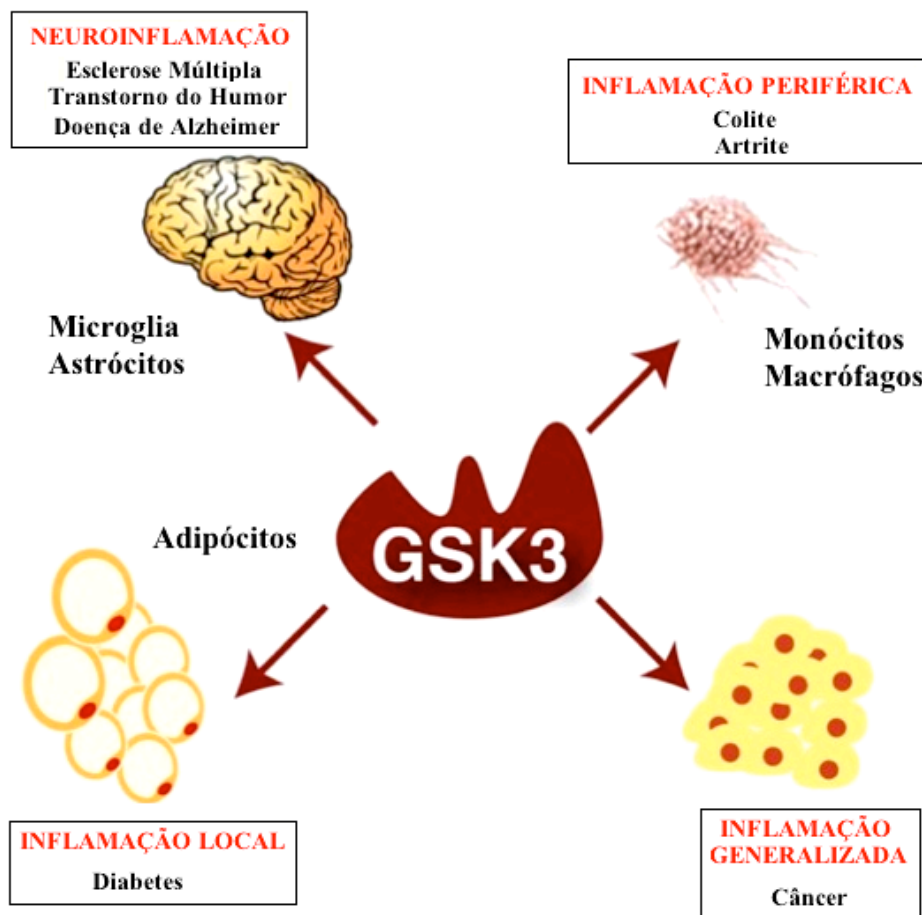 NEUROINFLAMAÇÃO
Esclerose Múltipla
Transtorno do Humor
Doença de Alzheimer
INFLAMAÇÃO PERIFÉRICA
Colite
Artrite
Microglia
Astrócitos
Monócitos
Macrófagos
Adipócitos
GSK3
INFLAMAÇÃO LOCAL
Diabetes
INFLAMAÇÃO
GENERALIZADA
Câncer